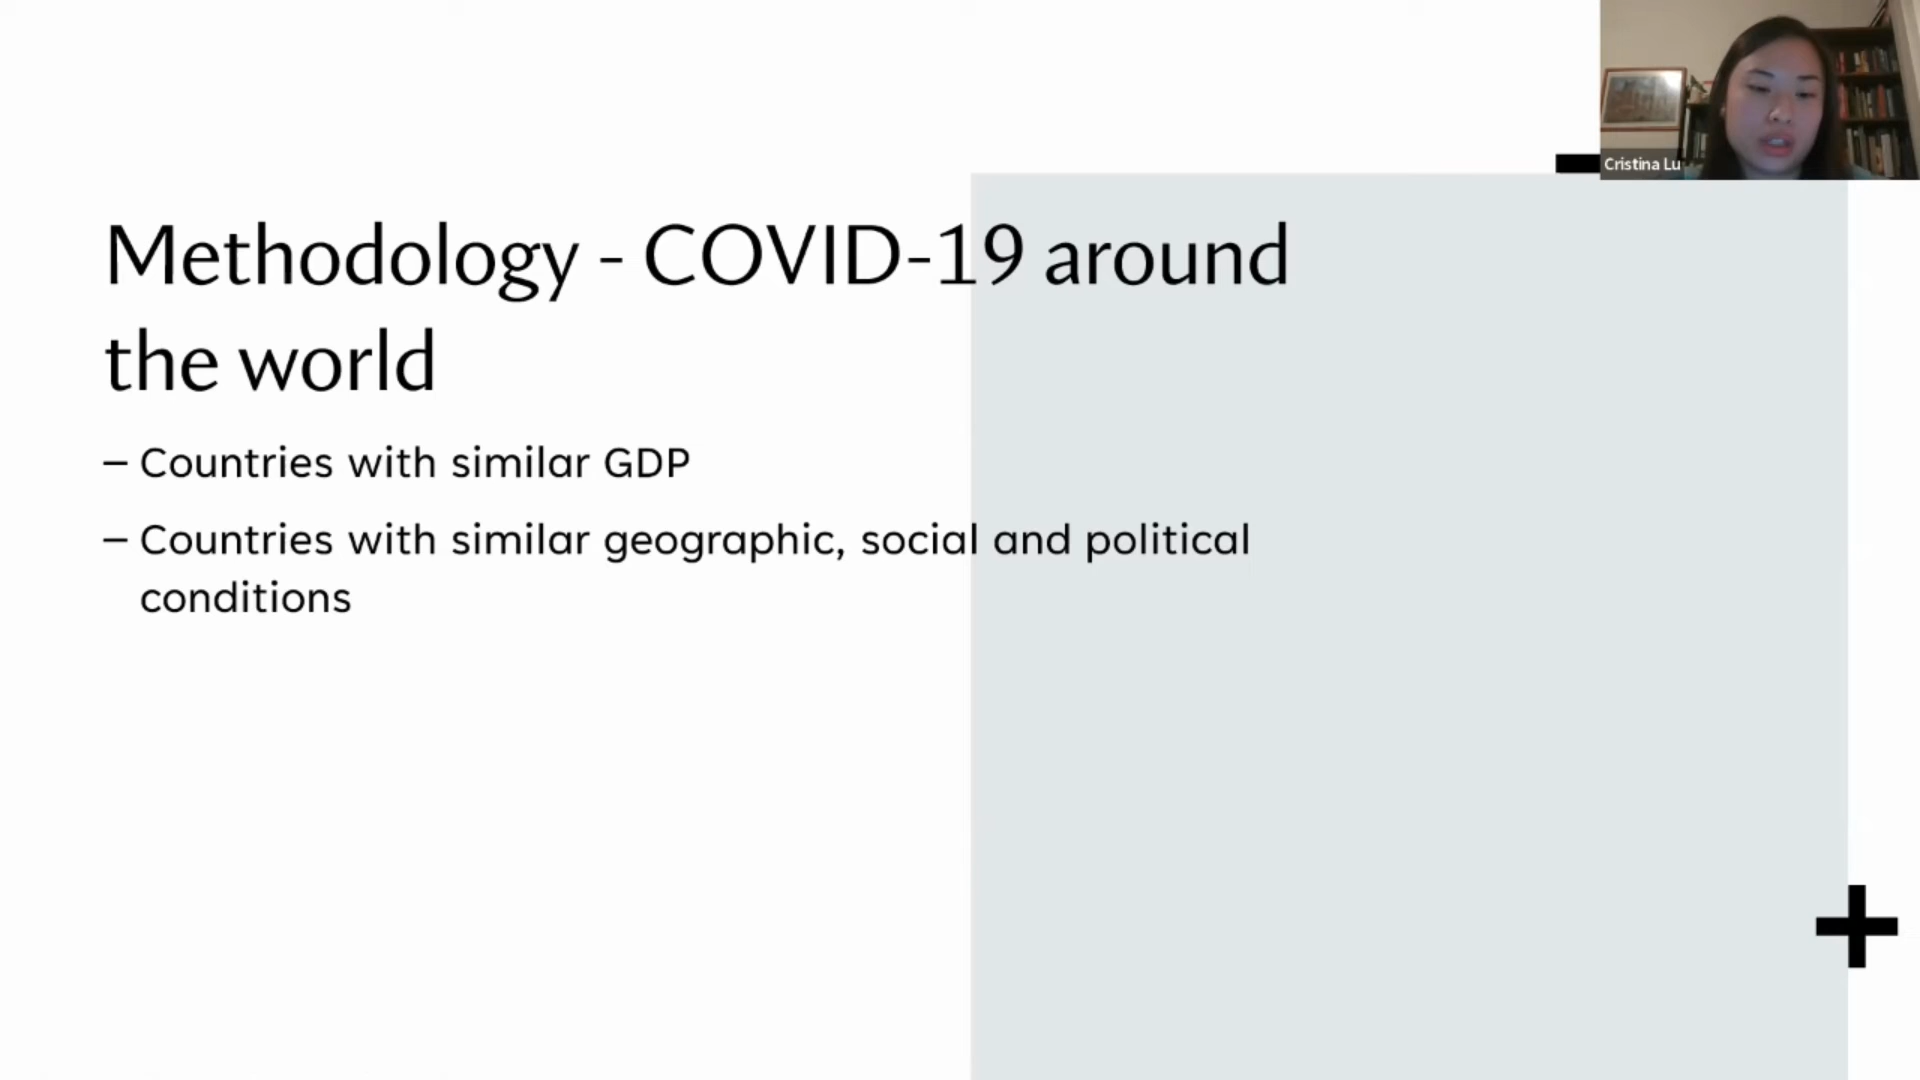 Cristina Lu
Methodology - COVID-19 around
the world
– Countries with similar GDP
– Countries with similar geographic, social and political
conditions